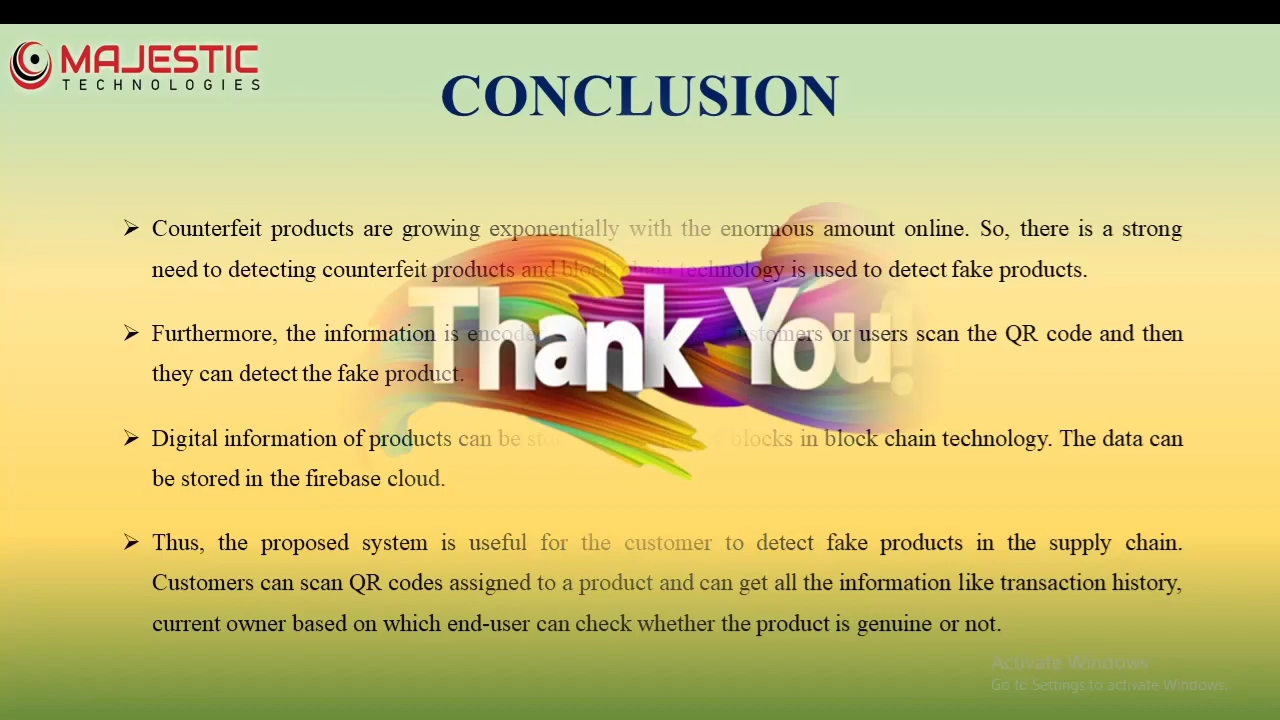 MAJESTIC
TECHNOLOGIES
CONCLUSION
➢ Counterfeit products are growing exponentially with the enormous amount online. So, there is a strong
need to detecting counterfeit products and block chain technology is used to detect fake products.
➢ Furthermore, the information is encoded customers or users scan the QR code and then
they can detect the fake product.
Thank You!
➢ Digital information of products can be blocks in block chain technology. The data can
be stored in the firebase cloud.
➢ Thus, the proposed system is useful for the customer to detect fake products in the supply chain.
Customers can scan QR codes assigned to a product and can get all the information like transaction history,
current owner based on which end-user can check whether the product is genuine or not.
Activate Windows
Go to Settings to activate Windows.